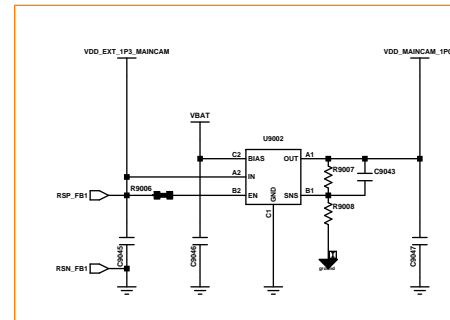 VDD_EXT_1P3_MAINCAM
VDD_MAINCAM_1P0
VBAT
U9002
C2
BIAS
OUT
A1
R9007
C9043
A2
IN
R9006
RSP_FB1
B2
EN
SNS
B1
GND
R9008
C1
C9045
C9046
C9047
RSN_FB1
ground